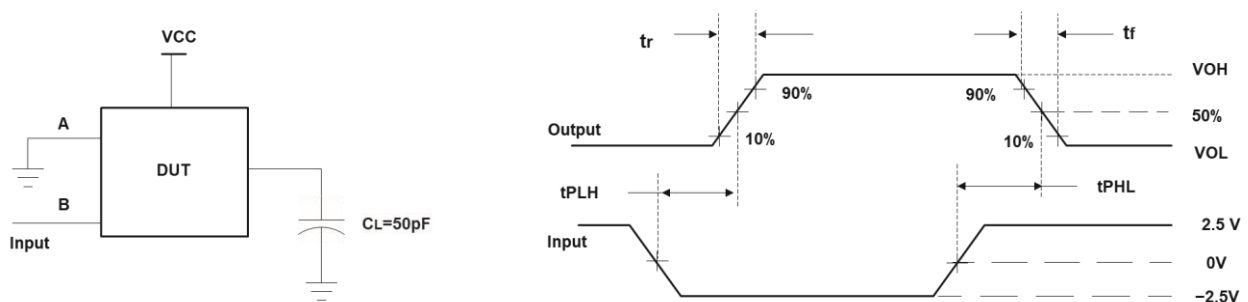 VCC
A
DUT
B
Input
CL=50pF
tr
tf
VOH
90%
90%
50%
Output
10%
10%
VOL
tPLH
tPHL
Input
2.5 V
0V
−2.5V